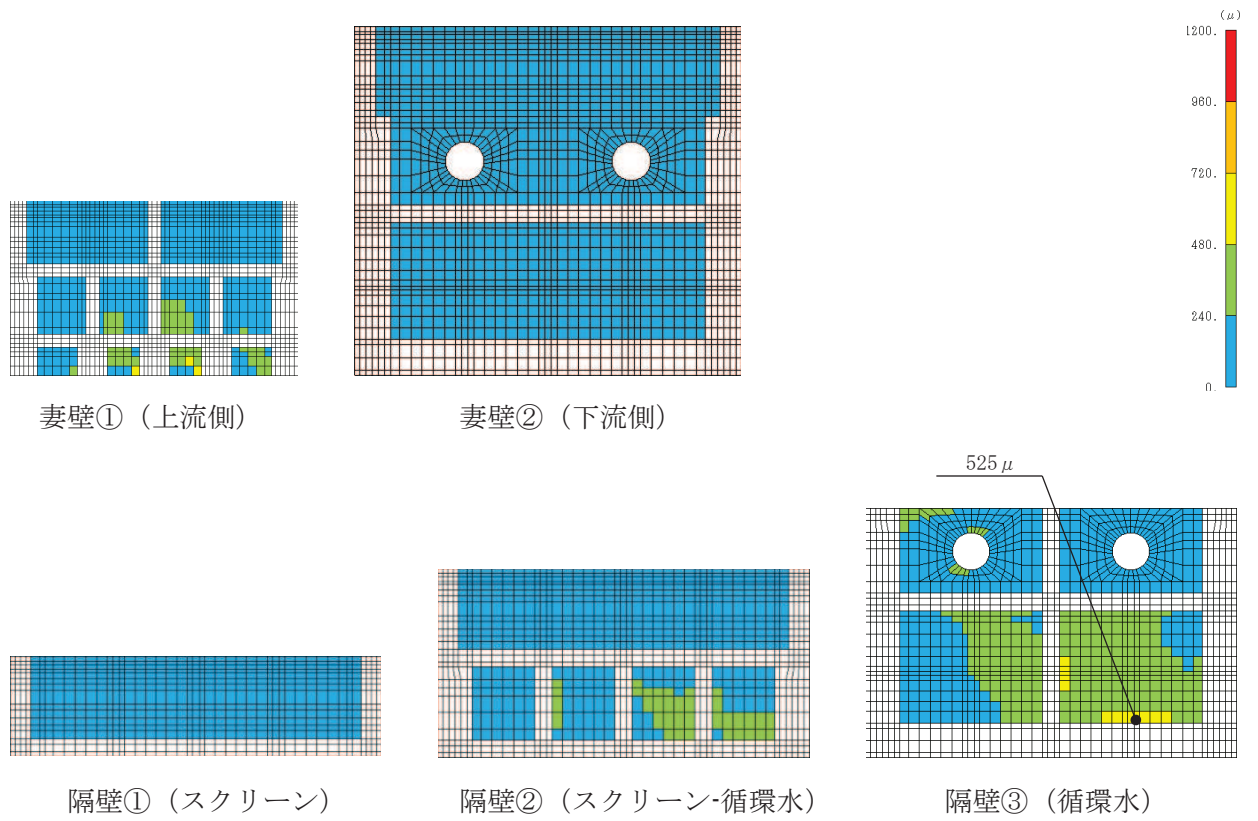 (μ)
1200.
960.
720.
480.
240.
0.
妻壁①（上流側）
妻壁②（下流側）
525μ
隔壁①（スクリーン）
隔壁②（スクリーン-循環水）
隔壁③（循環水）